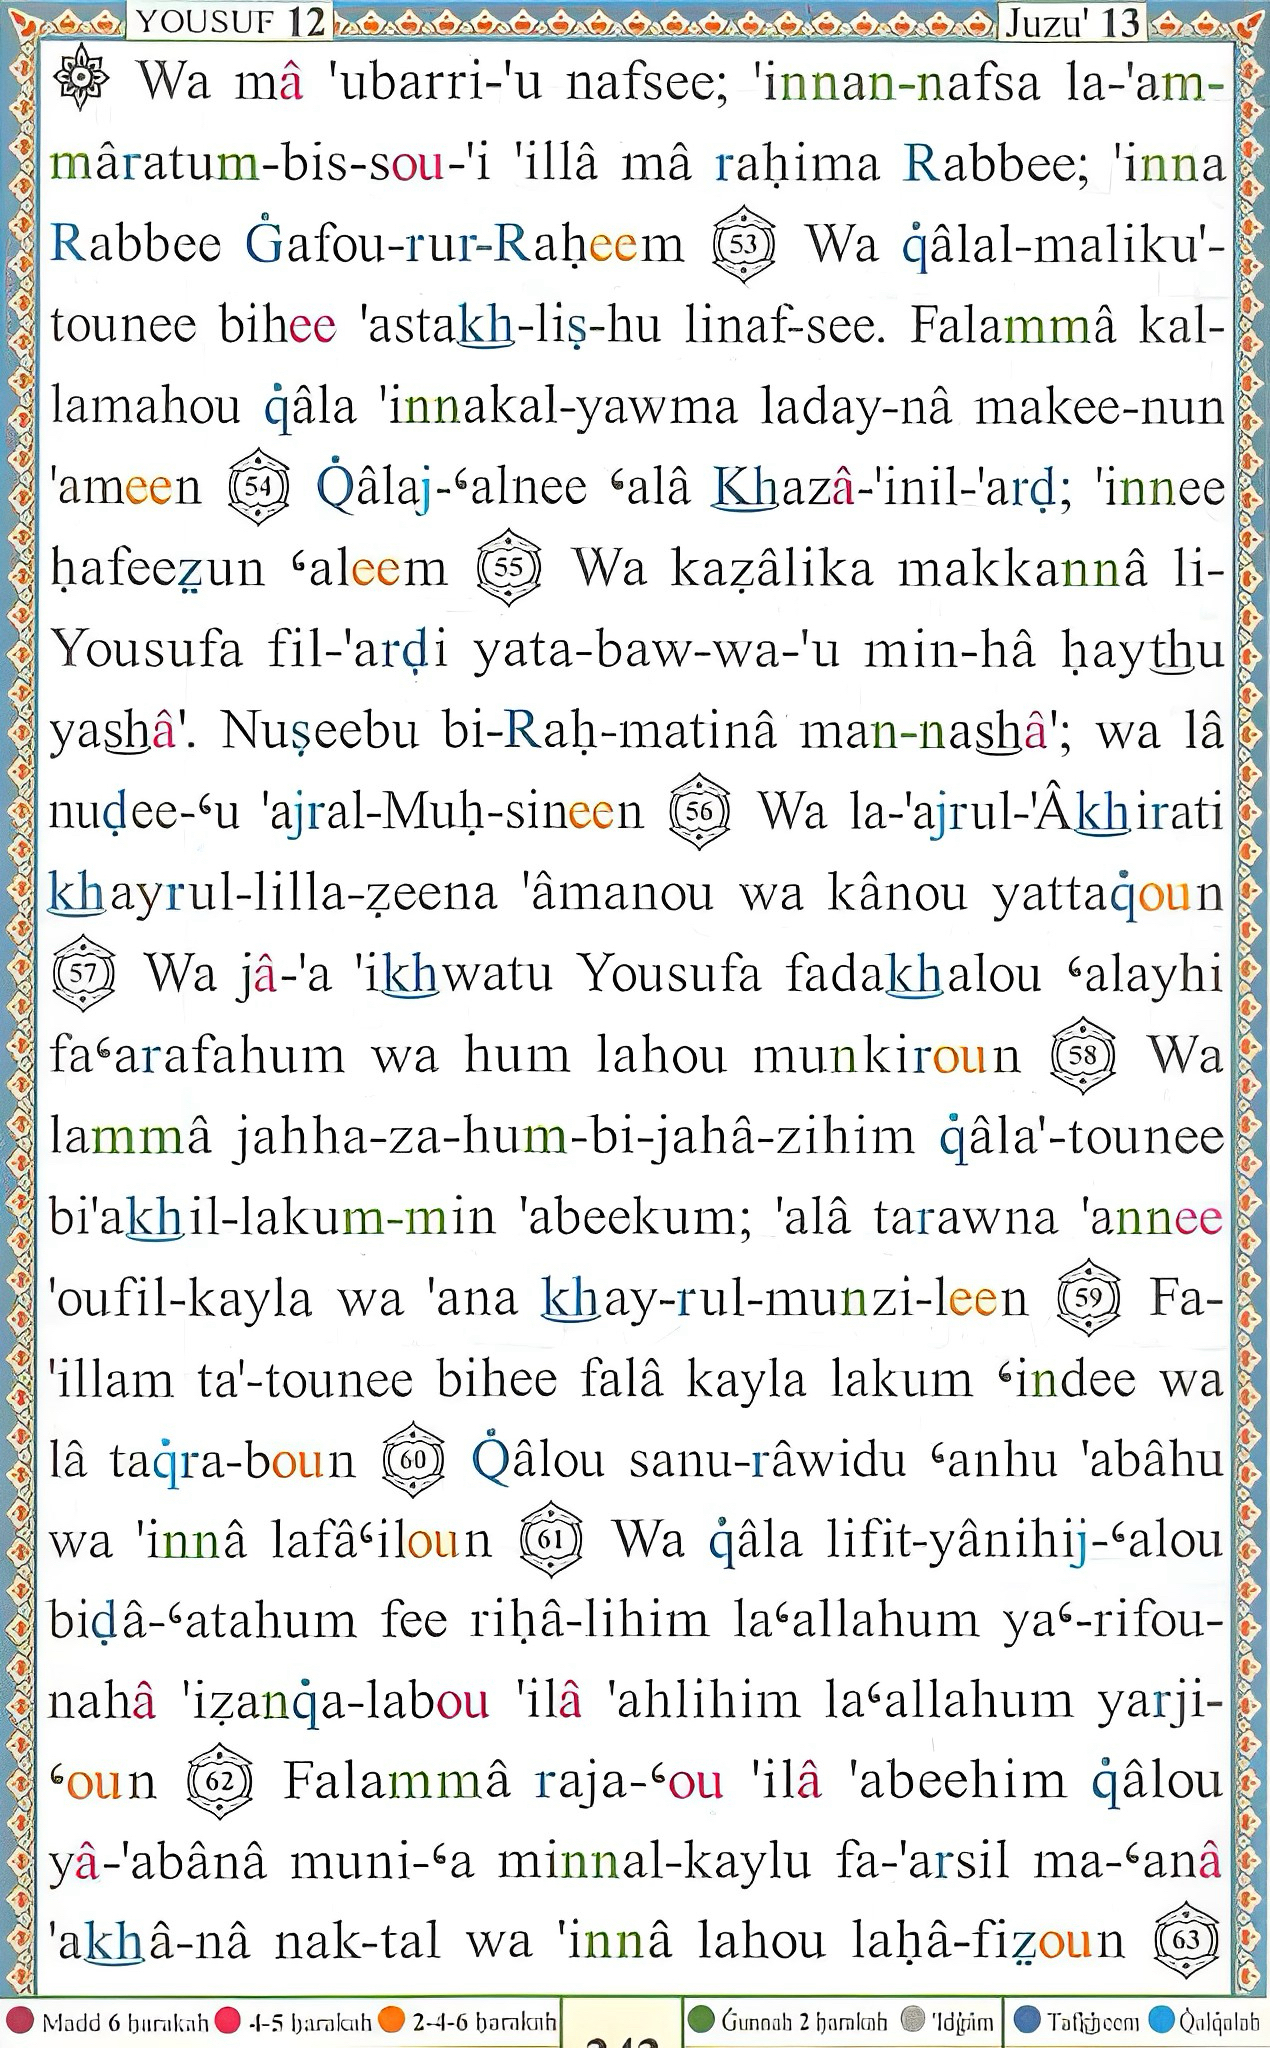 YOUSUF 12 Juzu' 13
Wa mâ 'ubarri-'u nafsee; 'innan-nafsa la-'am-
mâratum-bis-sou-'i 'illâ mâ raḥima Rabbee; 'inna
Rabbee Ġafou-rur-Raḥeem 53 Wa q̇âlal-maliku'-
tounee bihee 'astakh-liṣ-hu linaf-see. Falammâ kal-
lamahou q̇âla 'innakal-yawma laday-nâ makee-nun
'ameen 54 Q̇âlaj-ʿalnee ʿalâ Khazâ-'inil-'arḍ; 'innee
ḥafeeẓ̤un ʿaleem 55 Wa kaẓâlika makkannâ li-
Yousufa fil-'arḍi yata-baw-wa-'u min-hâ ḥaythu
yashâ'. Nuṣeebu bi-Raḥ-matinâ man-nashâ'; wa lâ
nuḍee-ʿu 'ajral-Muḥ-sineen 56 Wa la-'ajrul-'Âkhirati
khayrul-lilla-ẓeena 'âmanou wa kânou yattaq̇oun
57 Wa jâ-'a 'ikhwatu Yousufa fadakhalou ʿalayhi
faʿarafahum wa hum lahou munkiroun 58 Wa
lammâ jahha-za-hum-bi-jahâ-zihim q̇âla'-tounee
bi'akhil-lakum-min 'abeekum; 'alâ tarawna 'annee
'oufil-kayla wa 'ana khay-rul-munzi-leen 59 Fa-
'illam ta'-tounee bihee falâ kayla lakum ʿindee wa
lâ taq̇ra-boun 60 Q̇âlou sanu-râwidu ʿanhu 'abâhu
wa 'innâ lafâʿiloun 61 Wa q̇âla lifit-yânihij-ʿalou
biḍâ-ʿatahum fee riḥâ-lihim laʿallahum yaʿ-rifou-
nahâ 'iẓanq̇a-labou 'ilâ 'ahlihim laʿallahum yarji-
ʿoun 62 Falammâ raja-ʿou 'ilâ 'abeehim q̇âlou
yâ-'abânâ muni-ʿa minnal-kaylu fa-'arsil ma-ʿanâ
'akhâ-nâ nak-tal wa 'innâ lahou laḥâ-fiẓ̤oun 63
Madd 6 ḥarakah 4-5 ḥarakah 2-4-6 ḥarakah Ġunnah 2 ḥarakah 'Idġâm Tafkheem Q̇alq̇alah